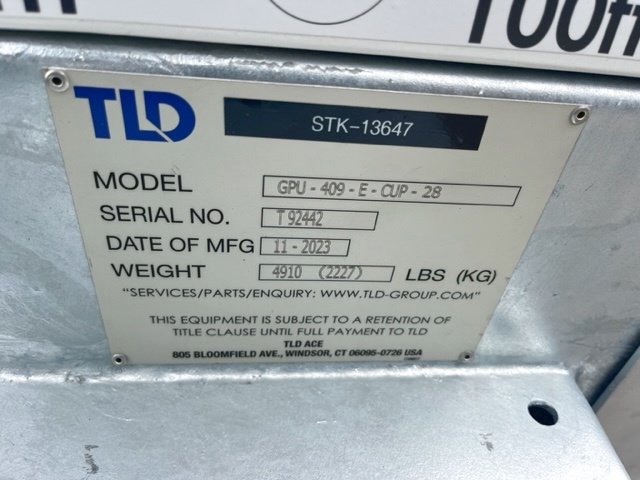 100ft
TLD
STK-13647
MODEL GPU - 409 - E - CUP - 28
SERIAL NO. T 92442
DATE OF MFG 11 - 2023
WEIGHT 4910 (2227) LBS (KG)
"SERVICES/PARTS/ENQUIRY: WWW.TLD-GROUP.COM"
THIS EQUIPMENT IS SUBJECT TO A RETENTION OF
TITLE CLAUSE UNTIL FULL PAYMENT TO TLD
TLD ACE
805 BLOOMFIELD AVE., WINDSOR, CT 06095-0726 USA